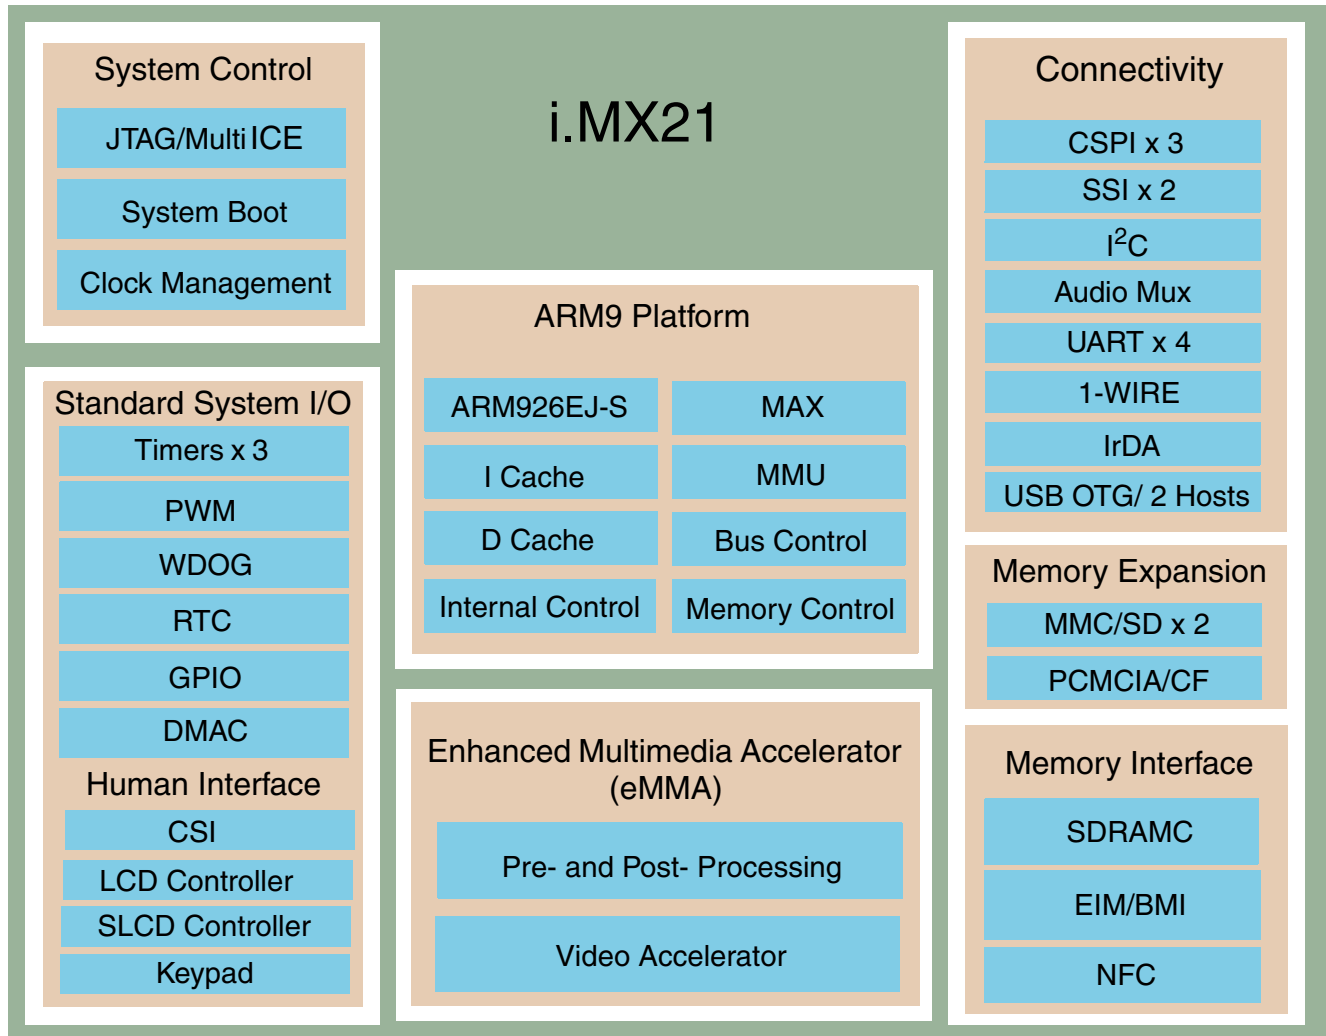 i.MX21
System Control
JTAG/Multi ICE
System Boot
Clock Management
Standard System I/O
Timers x 3
PWM
WDOG
RTC
GPIO
DMAC
Human Interface
CSI
LCD Controller
SLCD Controller
Keypad
ARM9 Platform
ARM926EJ-S
MAX
I Cache
MMU
D Cache
Bus Control
Internal Control
Memory Control
Enhanced Multimedia Accelerator
(eMMA)
Pre- and Post- Processing
Video Accelerator
Connectivity
CSPI x 3
SSI x 2
I²C
Audio Mux
UART x 4
1-WIRE
IrDA
USB OTG/ 2 Hosts
Memory Expansion
MMC/SD x 2
PCMCIA/CF
Memory Interface
SDRAMC
EIM/BMI
NFC